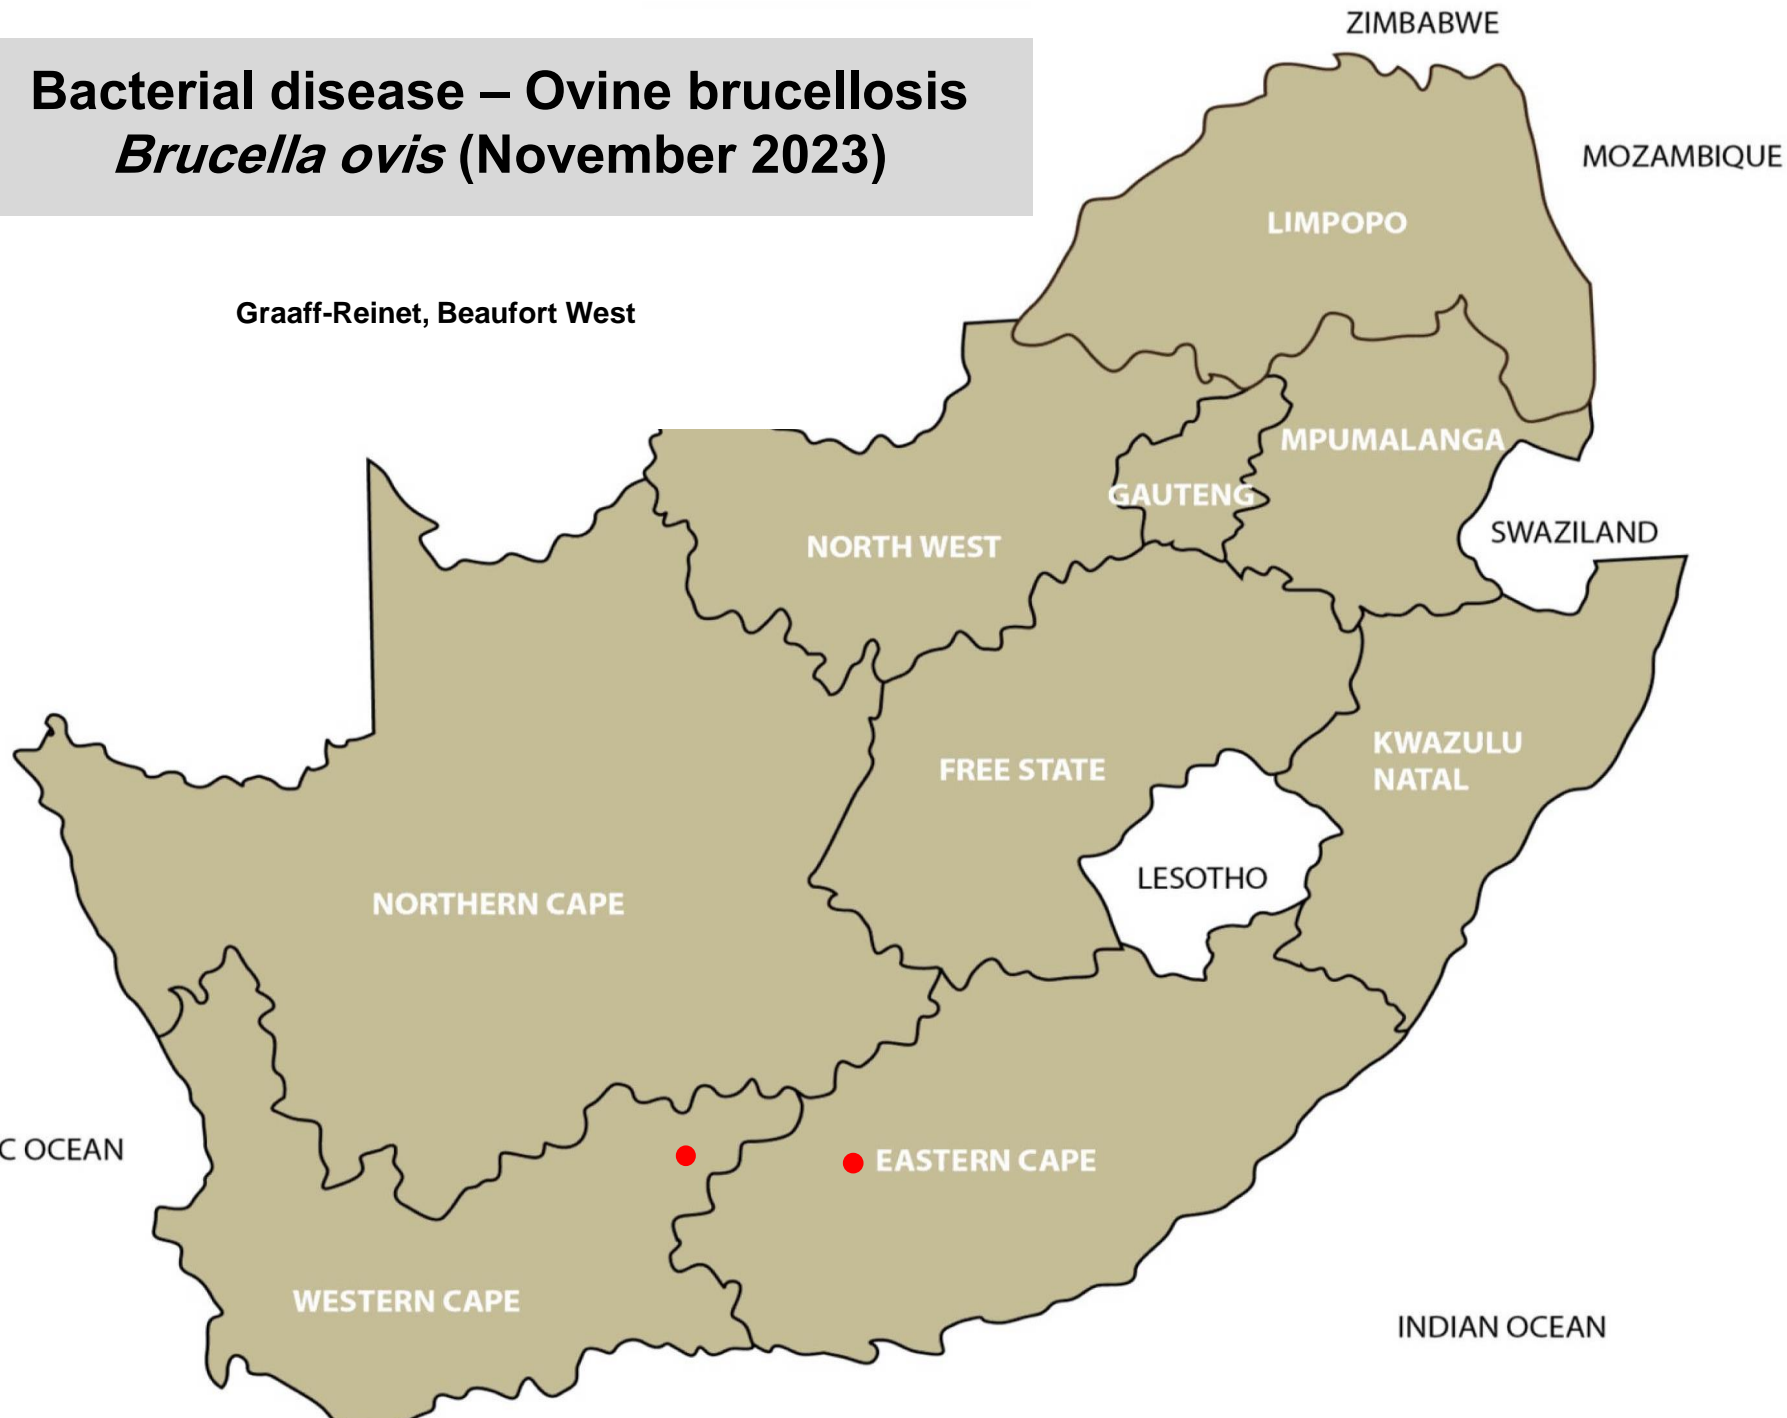 ZIMBABWE
Bacterial disease – Ovine brucellosis
Brucella ovis (November 2023)
MOZAMBIQUE
LIMPOPO
Graaff-Reinet, Beaufort West
MPUMALANGA
GAUTENG
SWAZILAND
NORTH WEST
KWAZULU
NATAL
FREE STATE
LESOTHO
NORTHERN CAPE
C OCEAN
EASTERN CAPE
WESTERN CAPE
INDIAN OCEAN